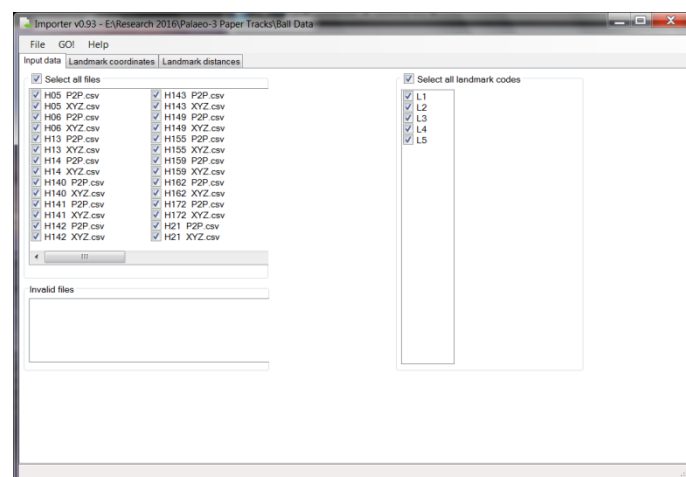 Importer v0.93 - E:\Research 2016\Palaeo-3 Paper Tracks\Ball Data
File GO! Help
Input data Landmark coordinates Landmark distances
Select all files
H05 P2P.csv
H05 XYZ.csv
H06 P2P.csv
H06 XYZ.csv
H13 P2P.csv
H13 XYZ.csv
H14 P2P.csv
H14 XYZ.csv
H140 P2P.csv
H140 XYZ.csv
H141 P2P.csv
H141 XYZ.csv
H142 P2P.csv
H142 XYZ.csv
H143 P2P.csv
H143 XYZ.csv
H149 P2P.csv
H149 XYZ.csv
H155 P2P.csv
H155 XYZ.csv
H159 P2P.csv
H159 XYZ.csv
H162 P2P.csv
H162 XYZ.csv
H172 P2P.csv
H172 XYZ.csv
H21 P2P.csv
H21 XYZ.csv
Invalid files
Select all landmark codes
L1
L2
L3
L4
L5